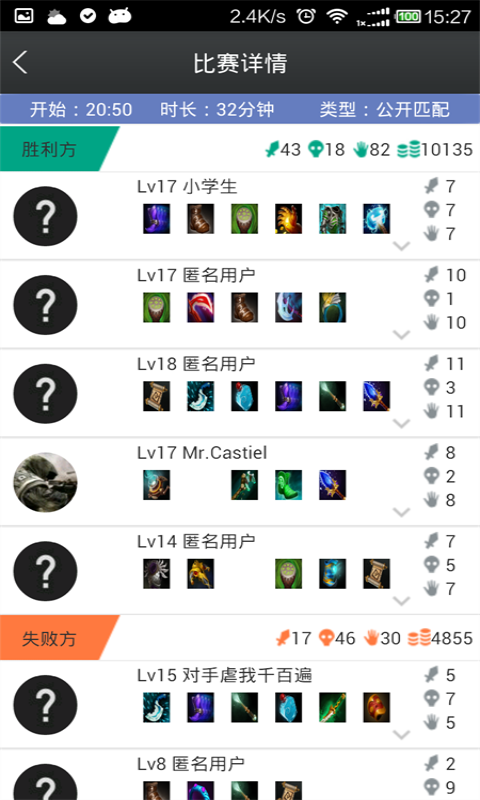 2.4K/s 1x 100 15:27
比赛详情
开始：20:50 时长：32分钟 类型：公开匹配
胜利方 43 18 82 10135
Lv17 小学生 7
7
7
Lv17 匿名用户 10
1
10
Lv18 匿名用户 11
3
11
Lv17 Mr.Castiel 8
2
8
Lv14 匿名用户 7
5
7
失败方 17 46 30 4855
Lv15 对手虐我千百遍 5
7
5
Lv8 匿名用户 2
9